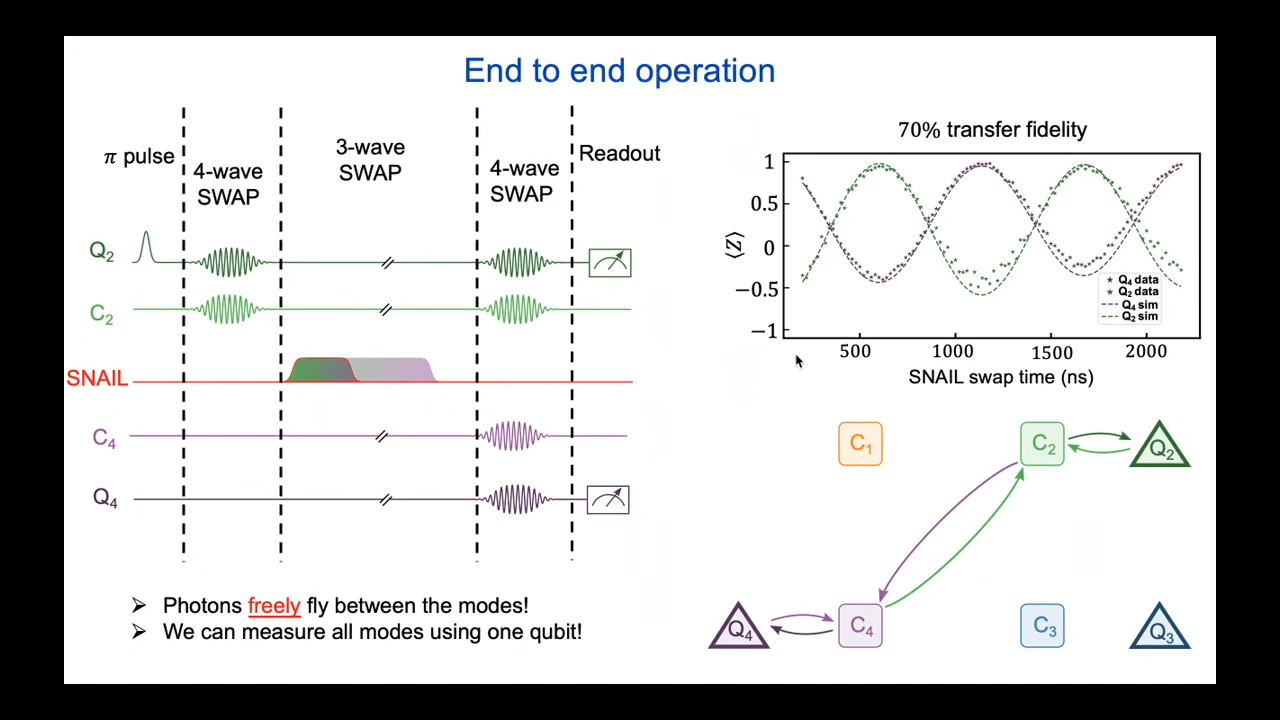 End to end operation
π pulse
4-wave
SWAP
3-wave
SWAP
4-wave
SWAP
Readout
Q₂
C₂
SNAIL
C₄
Q₄
➢ Photons freely fly between the modes!
➢ We can measure all modes using one qubit!
70% transfer fidelity
⟨Z⟩
1
0.5
0
−0.5
−1
Q₄ data
Q₂ data
Q₄ sim
Q₂ sim
500 1000 1500 2000
SNAIL swap time (ns)
C₁ C₂ Q₂
Q₄ C₄ C₃ Q₃